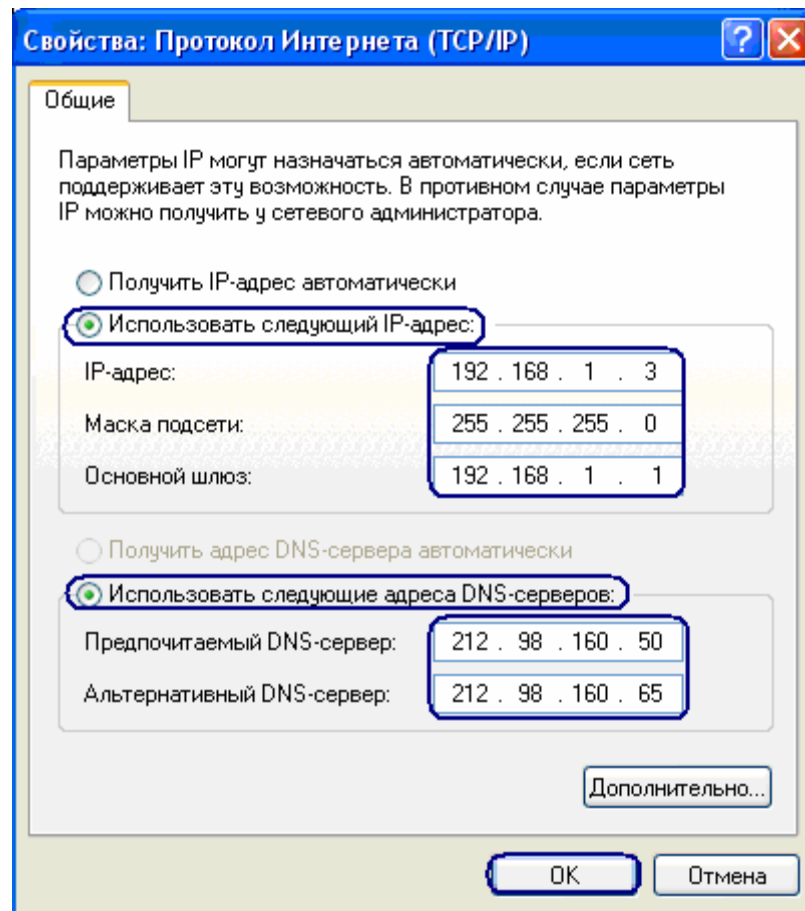 Свойства: Протокол Интернета (TCP/IP)
Общие
Параметры IP могут назначаться автоматически, если сеть
поддерживает эту возможность. В противном случае параметры
IP можно получить у сетевого администратора.
Получить IP-адрес автоматически
Использовать следующий IP-адрес:
IP-адрес: 192 . 168 . 1 . 3
Маска подсети: 255 . 255 . 255 . 0
Основной шлюз: 192 . 168 . 1 . 1
Получить адрес DNS-сервера автоматически
Использовать следующие адреса DNS-серверов:
Предпочитаемый DNS-сервер: 212 . 98 . 160 . 50
Альтернативный DNS-сервер: 212 . 98 . 160 . 65
Дополнительно...
OK Отмена